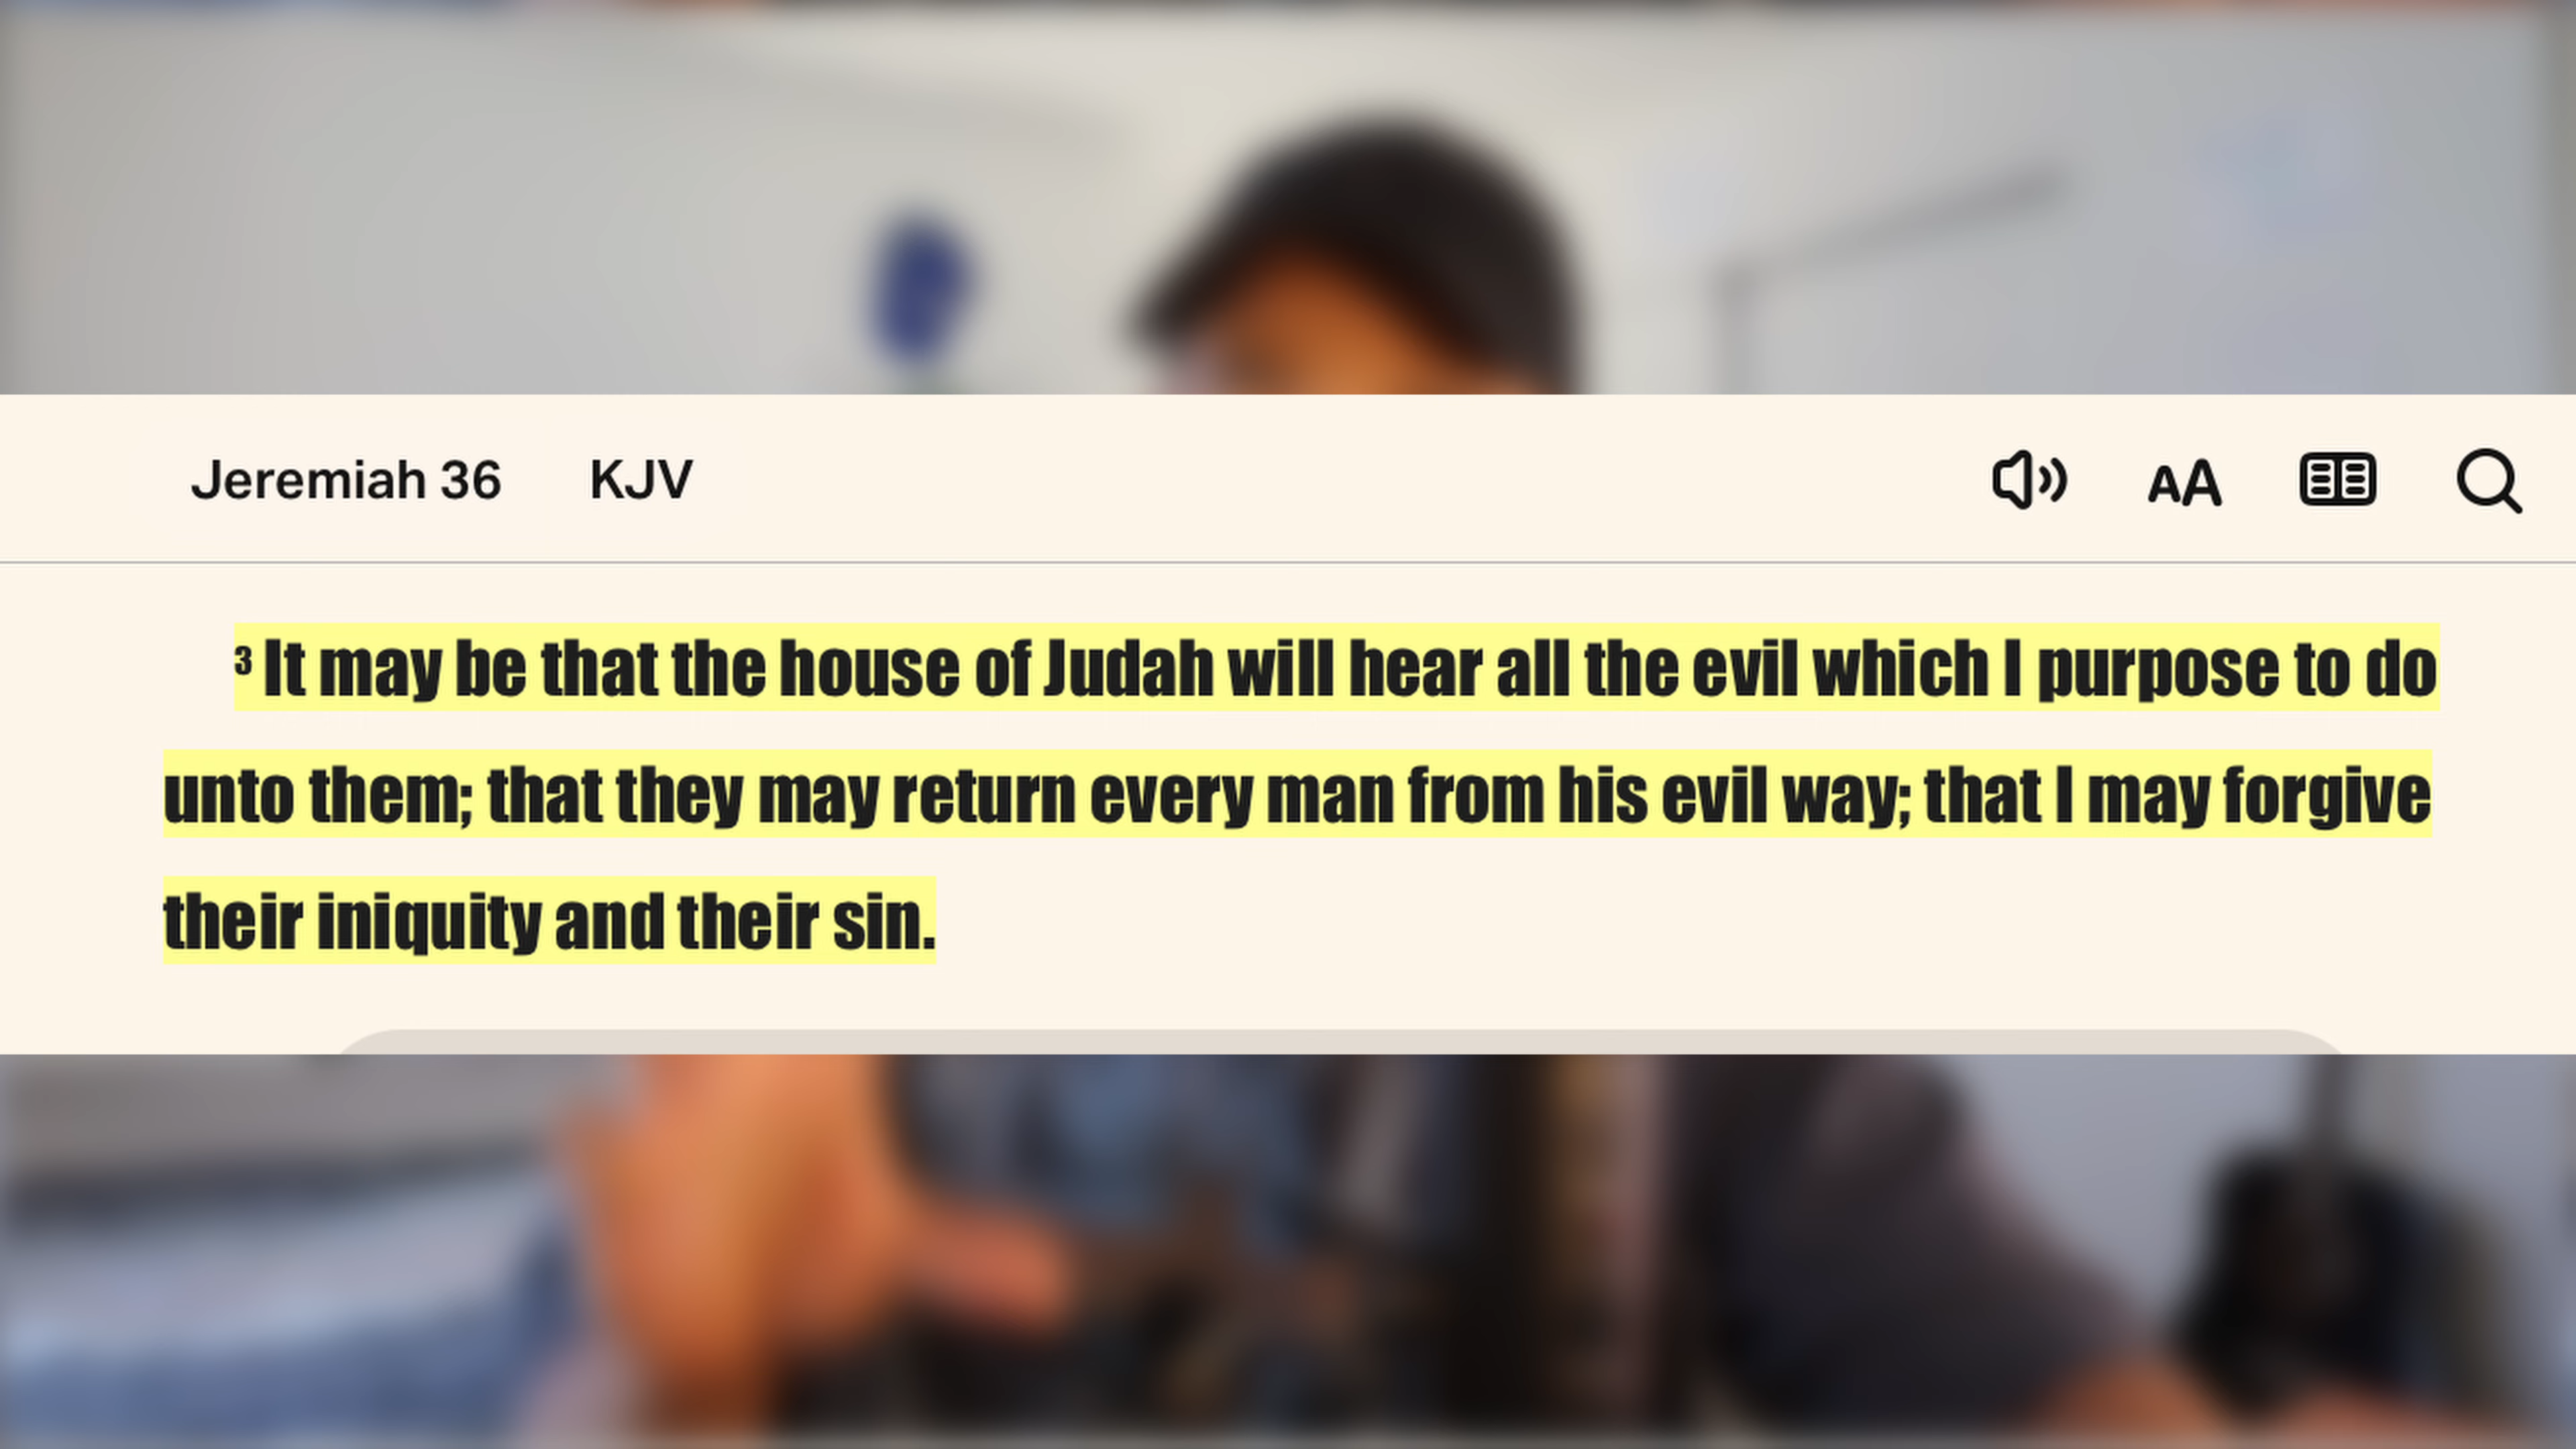 Jeremiah 36 KJV
AA
³ It may be that the house of Judah will hear all the evil which I purpose to do
unto them; that they may return every man from his evil way; that I may forgive
their iniquity and their sin.